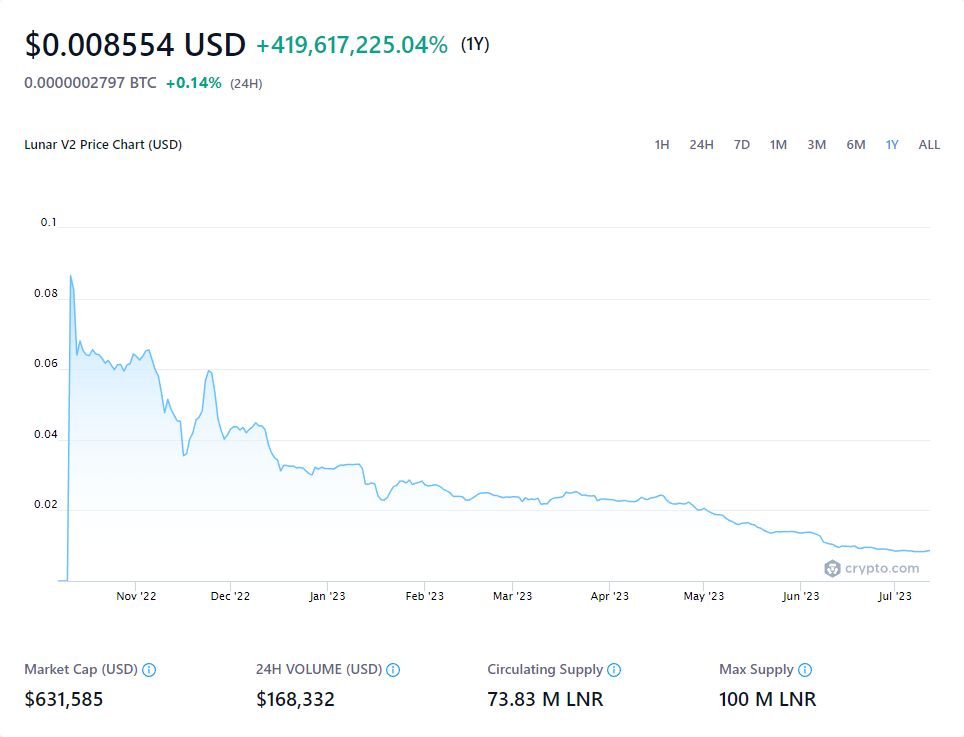 $0.008554 USD +419,617,225.04% (1Y)
0.0000002797 BTC +0.14% (24H)
Lunar V2 Price Chart (USD) 1H 24H 7D 1M 3M 6M 1Y ALL
0.1
0.08
0.06
0.04
0.02
crypto.com
Nov '22 Dec '22 Jan '23 Feb '23 Mar '23 Apr '23 May '23 Jun '23 Jul '23
Market Cap (USD) 24H VOLUME (USD) Circulating Supply Max Supply
$631,585 $168,332 73.83 M LNR 100 M LNR